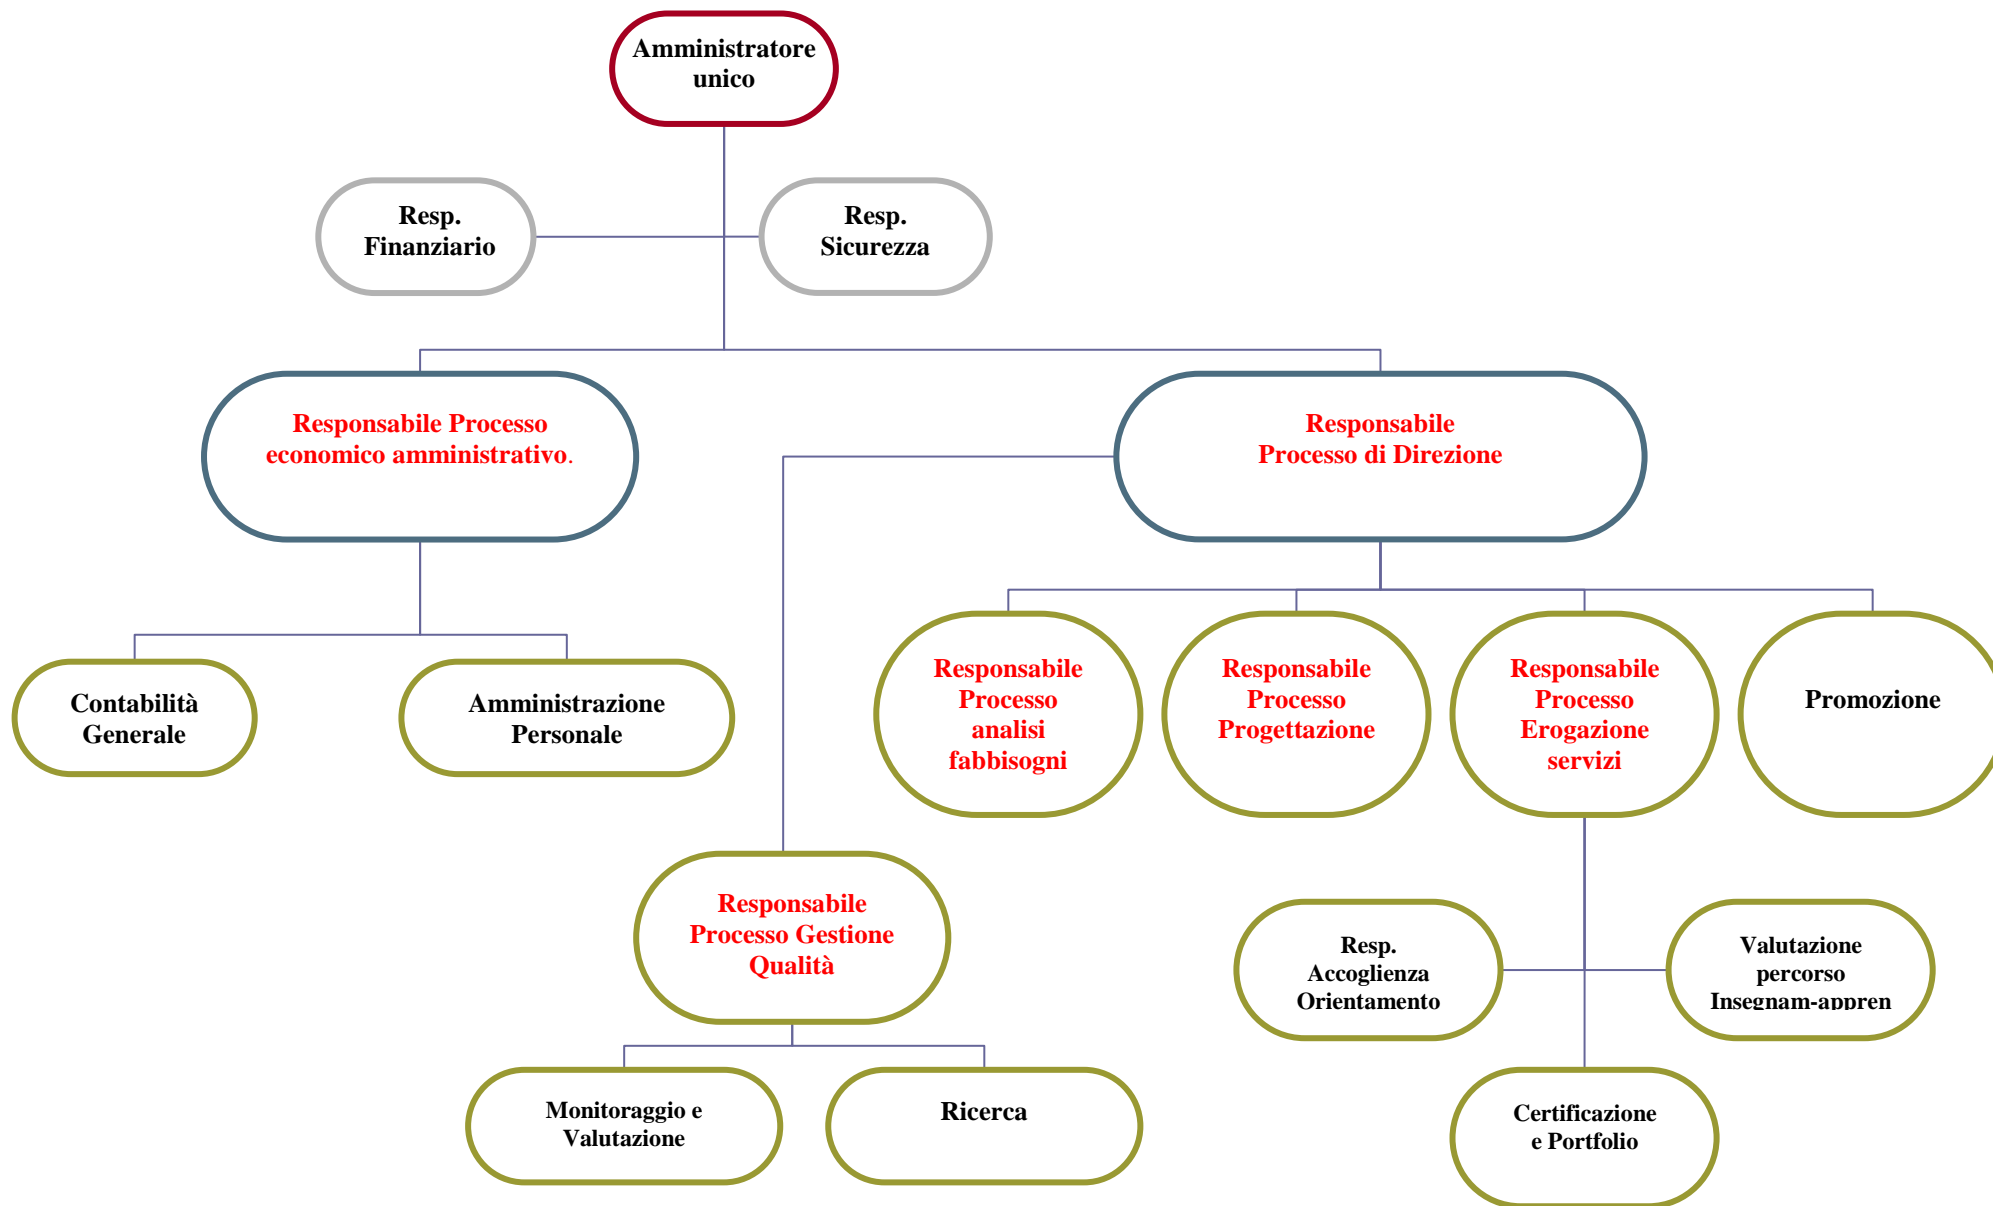 Amministratore
unico
Resp.
Finanziario
Resp.
Sicurezza
Responsabile Processo
economico amministrativo.
Responsabile
Processo di Direzione
Contabilità
Generale
Amministrazione
Personale
Responsabile
Processo
analisi
fabbisogni
Responsabile
Processo
Progettazione
Responsabile
Processo
Erogazione
servizi
Promozione
Responsabile
Processo Gestione
Qualità
Resp.
Accoglienza
Orientamento
Valutazione
percorso
Insegnam-appren
Monitoraggio e
Valutazione
Ricerca
Certificazione
e Portfolio